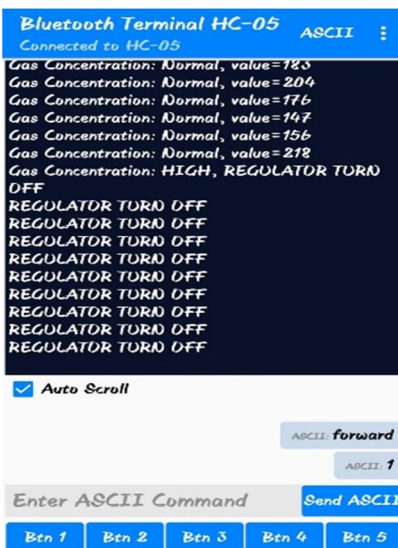 Bluetooth Terminal HC-05
ASCII
Connected to HC-05
Gas Concentration: Normal, value=183
Gas Concentration: Normal, value=204
Gas Concentration: Normal, value=176
Gas Concentration: Normal, value=147
Gas Concentration: Normal, value=156
Gas Concentration: Normal, value=218
Gas Concentration: HIGH, REGULATOR TURN
OFF
REGULATOR TURN OFF
REGULATOR TURN OFF
REGULATOR TURN OFF
REGULATOR TURN OFF
REGULATOR TURN OFF
REGULATOR TURN OFF
REGULATOR TURN OFF
REGULATOR TURN OFF
REGULATOR TURN OFF
Auto Scroll
ASCII: forward
ASCII: 1
Enter ASCII Command
Send ASCII
Btn 1 Btn 2 Btn 3 Btn 4 Btn 5